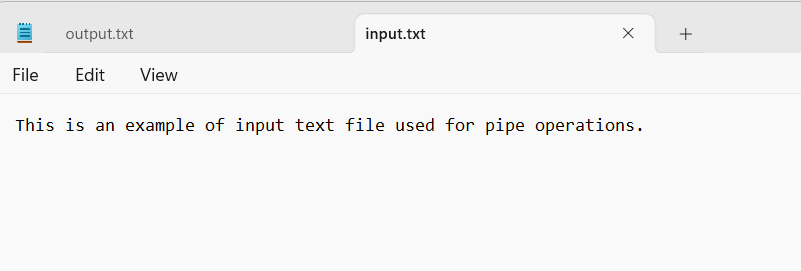 output.txt
input.txt
File Edit View
This is an example of input text file used for pipe operations.